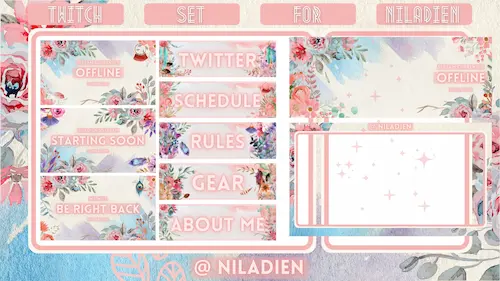 TWITCH SET FOR NILADIEN
OFFLINE
STARTING SOON
BE RIGHT BACK
TWITTER
SCHEDULE
RULES
GEAR
ABOUT ME
OFFLINE
@NILADIEN
@ NILADIEN